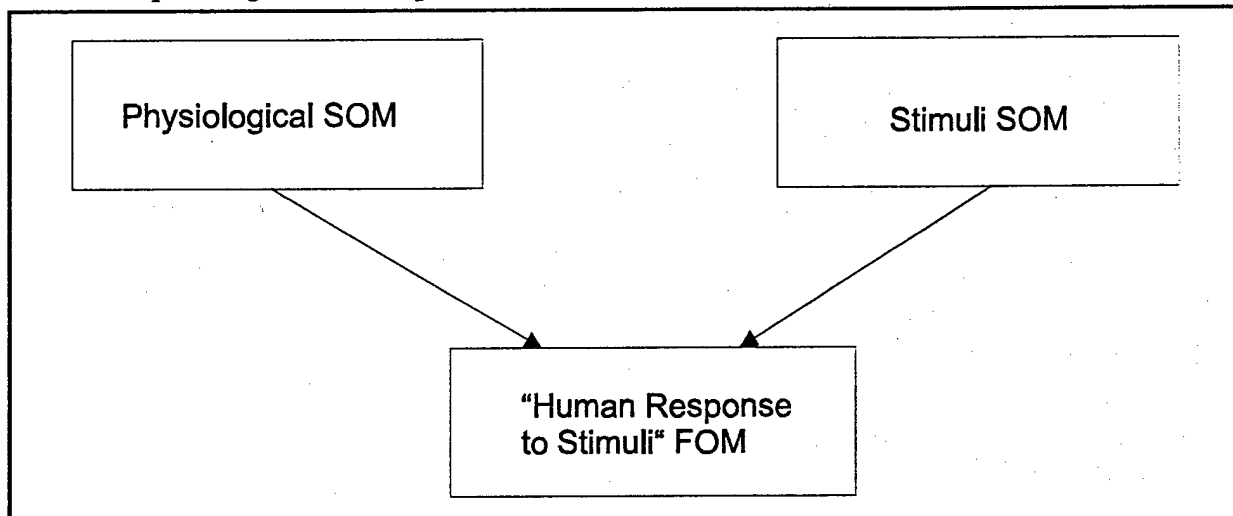 Physiological SOM
Stimuli SOM
“Human Response
to Stimuli“ FOM